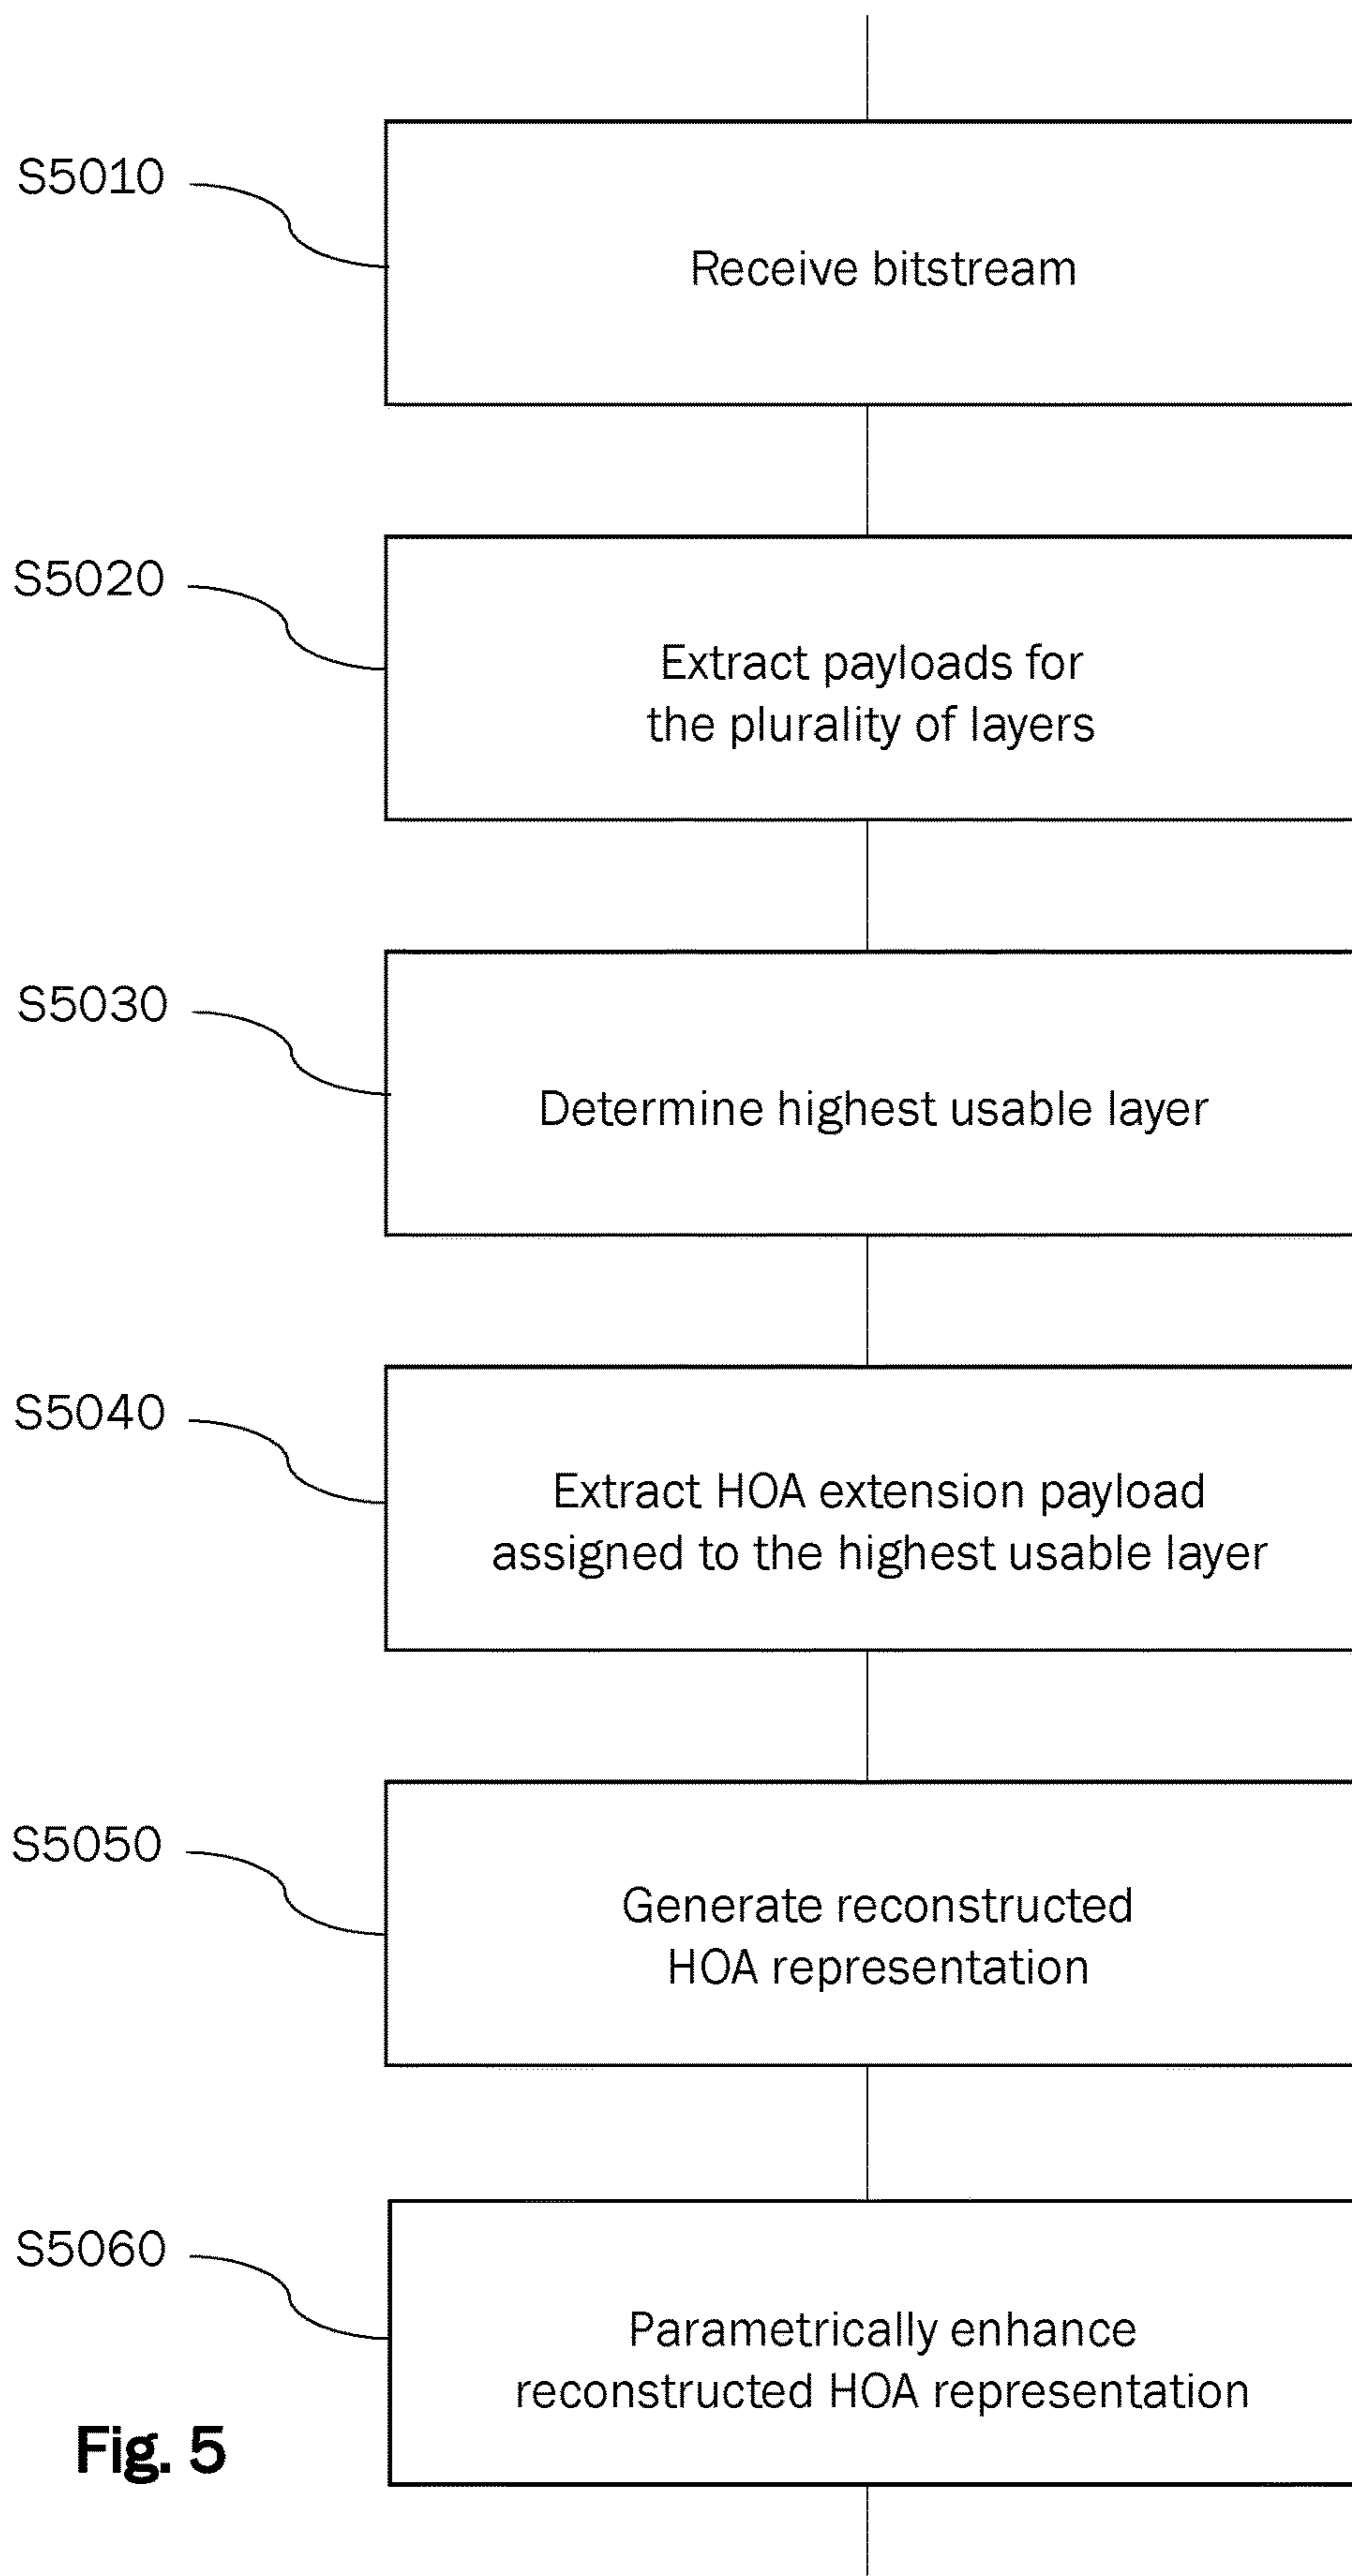 S5010
Receive bitstream
S5020
Extract payloads for
the plurality of layers
S5030
Determine highest usable layer
S5040
Extract HOA extension payload
assigned to the highest usable layer
S5050
Generate reconstructed
HOA representation
S5060
Parametrically enhance
reconstructed HOA representation
Fig. 5